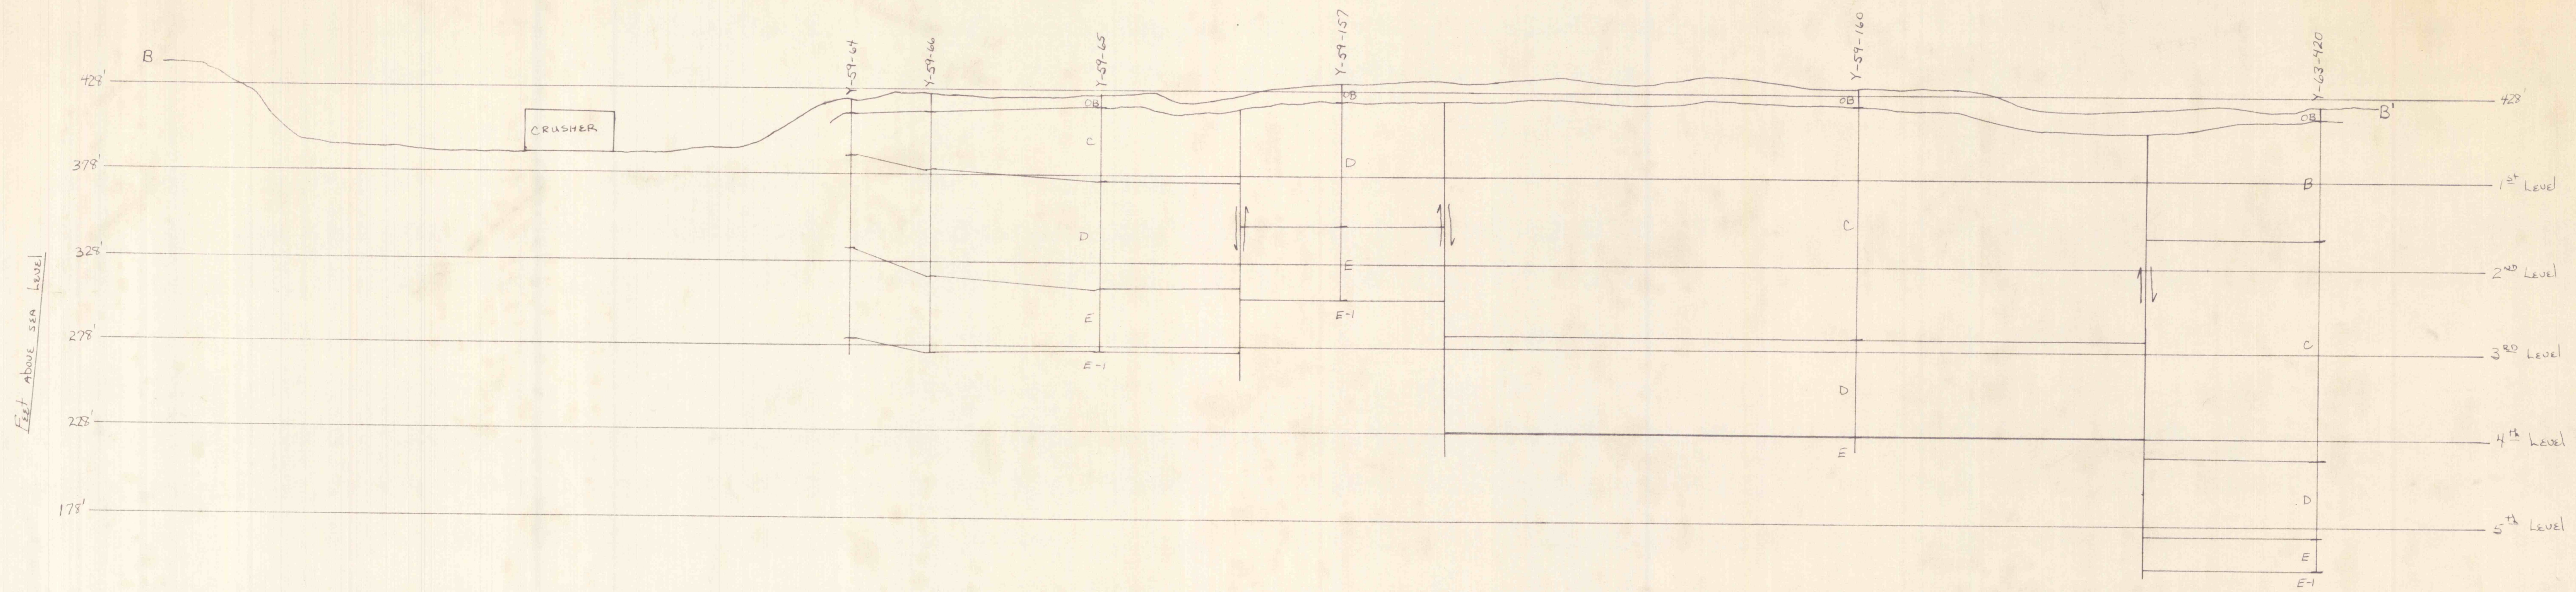 B
428'
378'
328'
278'
228'
178'
Feet Above Sea Level
CRUSHER
Y-59-64
Y-59-66
Y-59-65
Y-59-157
Y-59-160
Y-63-420
OB
C
D
E
E-1
OB
D
E
E-1
OB
C
D
E
OB
B
C
D
E
E-1
B'
428'
1st Level
2nd Level
3rd Level
4th Level
5th Level